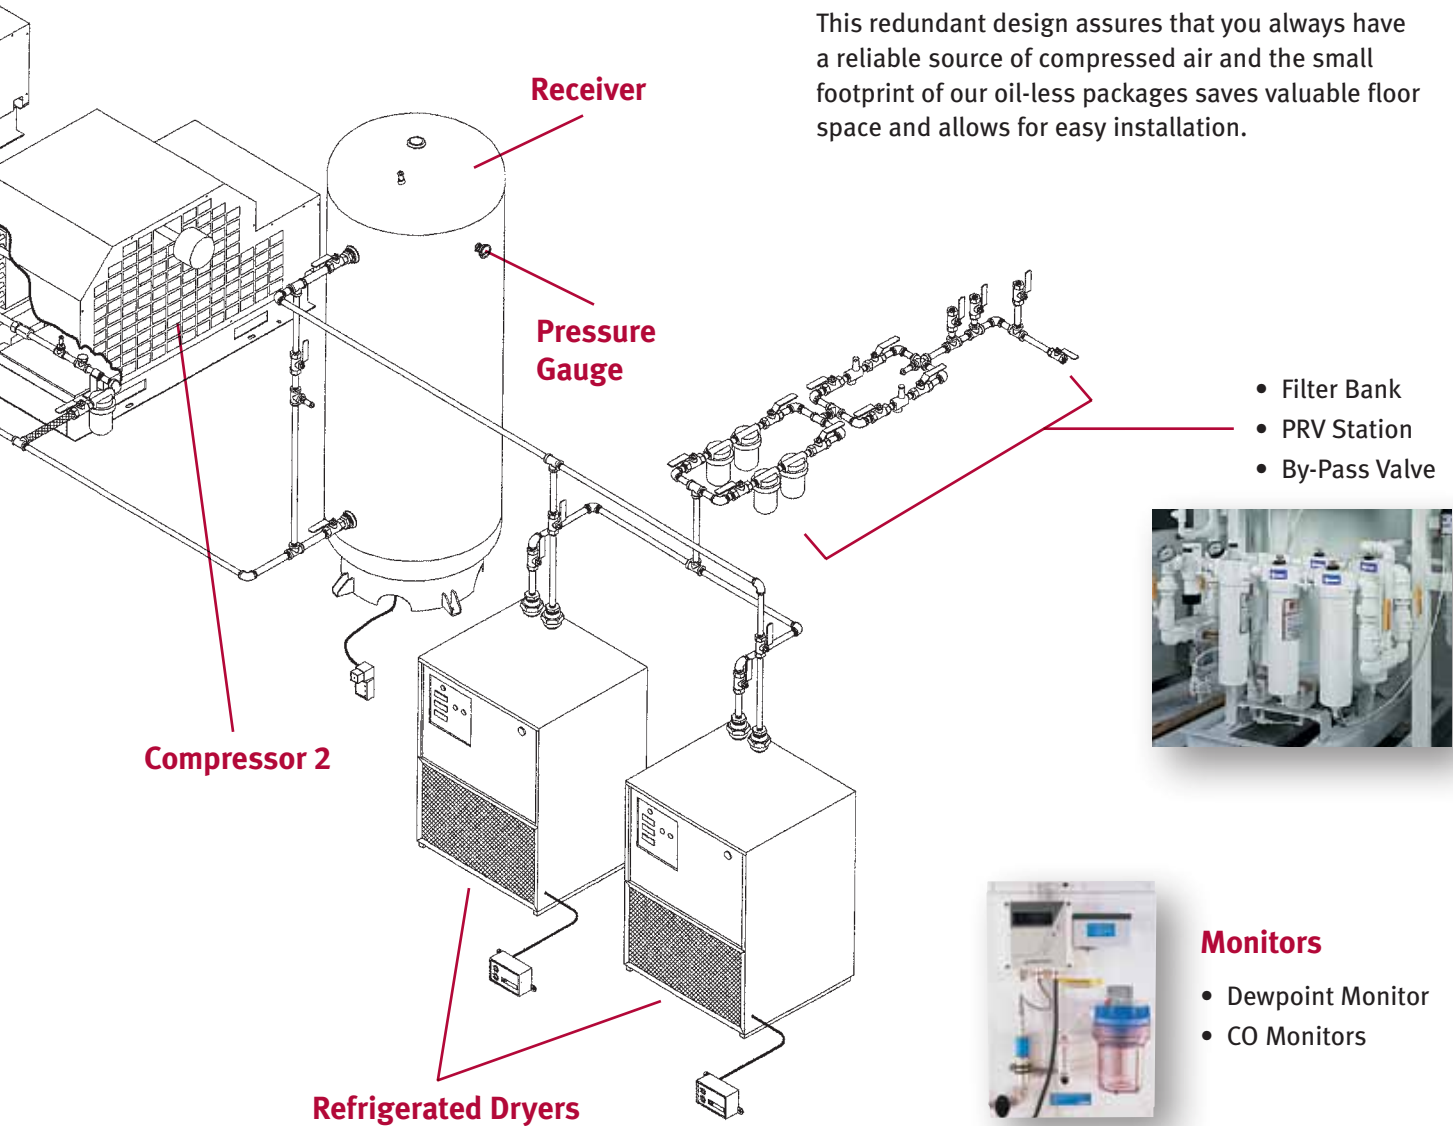 This redundant design assures that you always have
a reliable source of compressed air and the small
footprint of our oil-less packages saves valuable floor
space and allows for easy installation.
Receiver
Pressure
Gauge
• Filter Bank
• PRV Station
• By-Pass Valve
Compressor 2
Monitors
• Dewpoint Monitor
• CO Monitors
Refrigerated Dryers